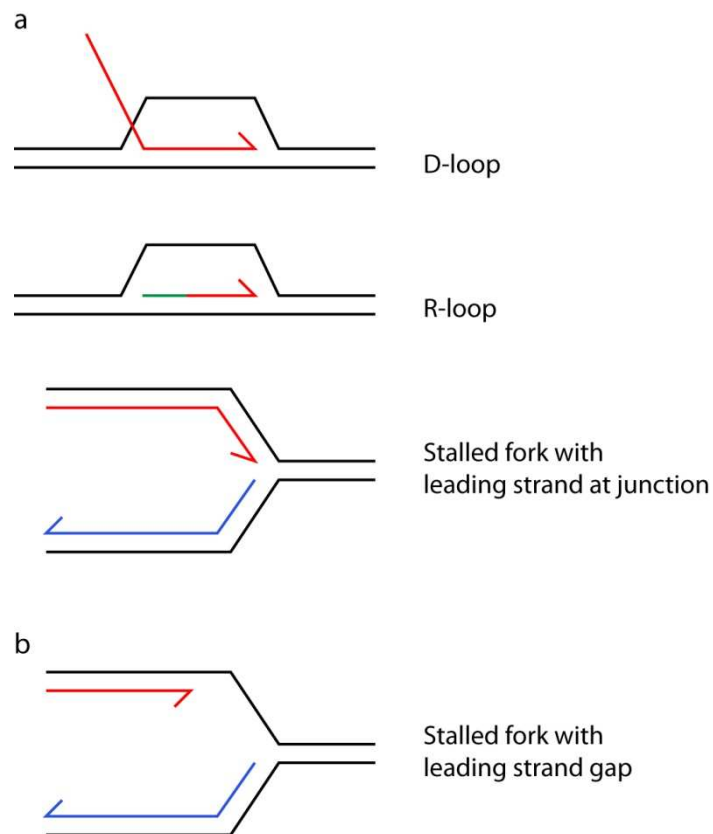 a
D-loop
R-loop
Stalled fork with
leading strand at junction
b
Stalled fork with
leading strand gap